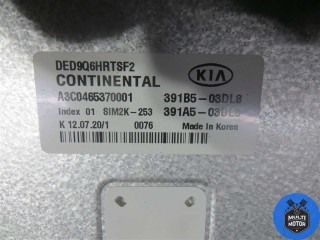 DED9Q6HRTSF2
CONTINENTAL KIA
A3C0465370001 391B5-03DL8
Index 01 SIM2K-253 391A5-03DL8
K 12.07.20/1 0076 Made in Korea
MULTI
MOTOR